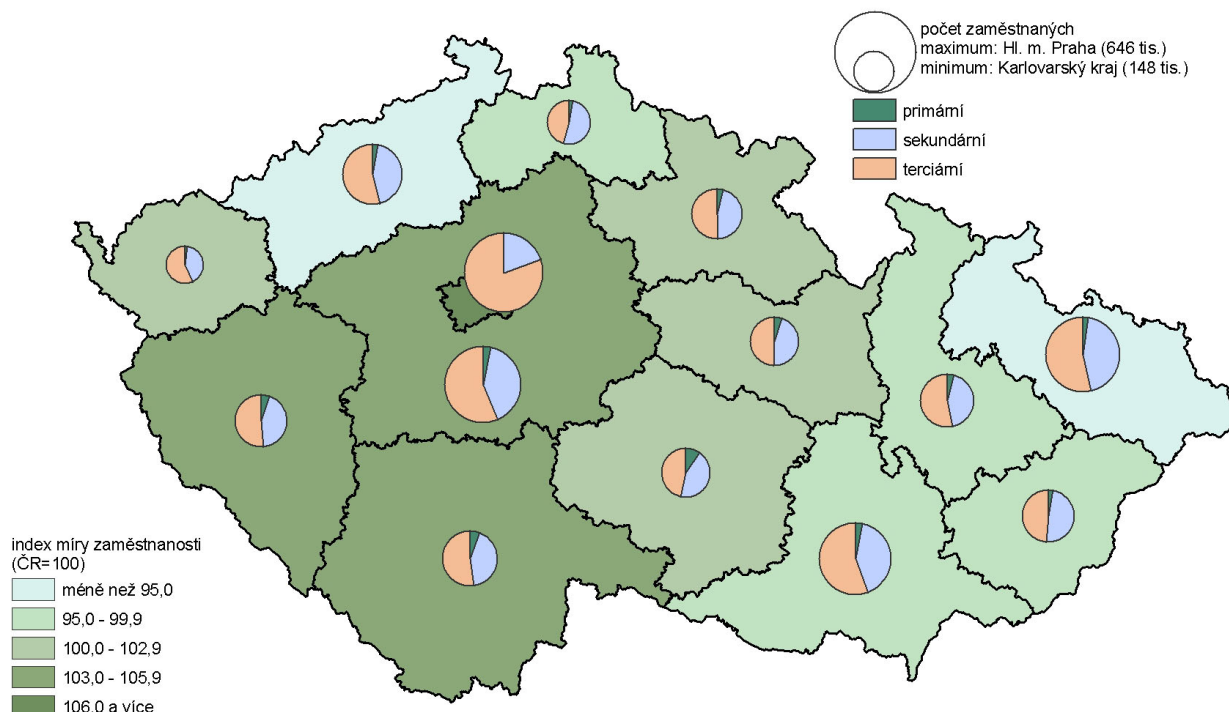 počet zaměstnaných
maximum: Hl. m. Praha (646 tis.)
minimum: Karlovarský kraj (148 tis.)
primární
sekundární
terciární
index míry zaměstnanosti
(ČR=100)
méně než 95,0
95,0 - 99,9
100,0 - 102,9
103,0 - 105,9
106,0 a více